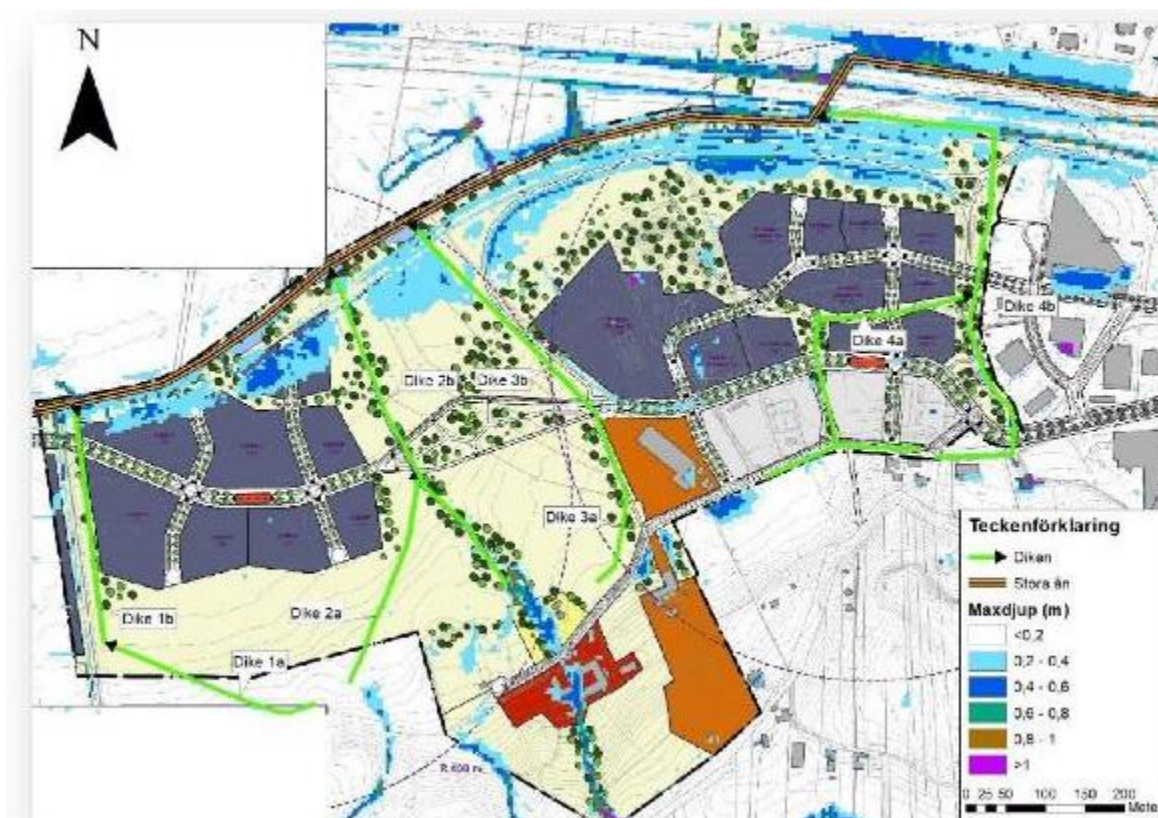 N
Dike 4b
Dike 4a
Dike 2b
Dike 3b
Dike 3a
Dike 1b
Dike 2a
Dike 1a
Teckenförklaring
Diken
Stora ån
Maxdjup (m)
<0,2
0,2 - 0,4
0,4 - 0,6
0,6 - 0,8
0,8 - 1
>1
0 25 50 100 150 200
Mete